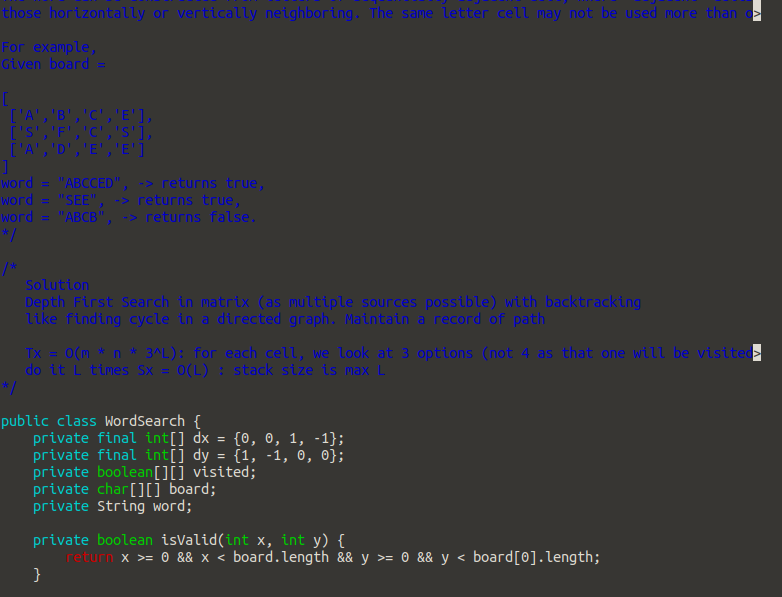 those horizontally or vertically neighboring. The same letter cell may not be used more than o>
For example,
Given board =
[
 ['A','B','C','E'],
 ['S','F','C','S'],
 ['A','D','E','E']
]
word = "ABCCED", -> returns true,
word = "SEE", -> returns true,
word = "ABCB", -> returns false.
*/
/*
   Solution
   Depth First Search in matrix (as multiple sources possible) with backtracking
   like finding cycle in a directed graph. Maintain a record of path
   Tx = O(m * n * 3^L): for each cell, we look at 3 options (not 4 as that one will be visited>
   do it L times Sx = O(L) : stack size is max L
*/
public class WordSearch {
    private final int[] dx = {0, 0, 1, -1};
    private final int[] dy = {1, -1, 0, 0};
    private boolean[][] visited;
    private char[][] board;
    private String word;
    private boolean isValid(int x, int y) {
        return x >= 0 && x < board.length && y >= 0 && y < board[0].length;
    }